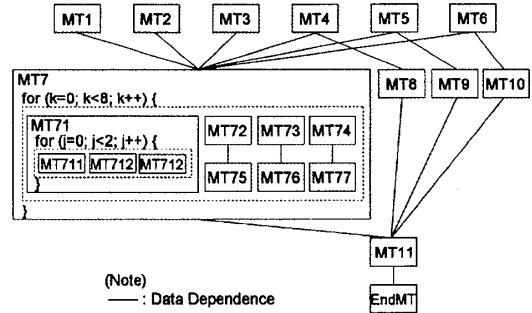 MT1 MT2 MT3 MT4 MT5 MT6
MT7
for (k=0; k<8; k++) {
MT8 MT9 MT10
MT71
for (j=0; j<2; j++) {
MT72 MT73 MT74
MT711 MT712 MT712
}
MT75 MT76 MT77
}
MT11
(Note)
: Data Dependence
EndMT